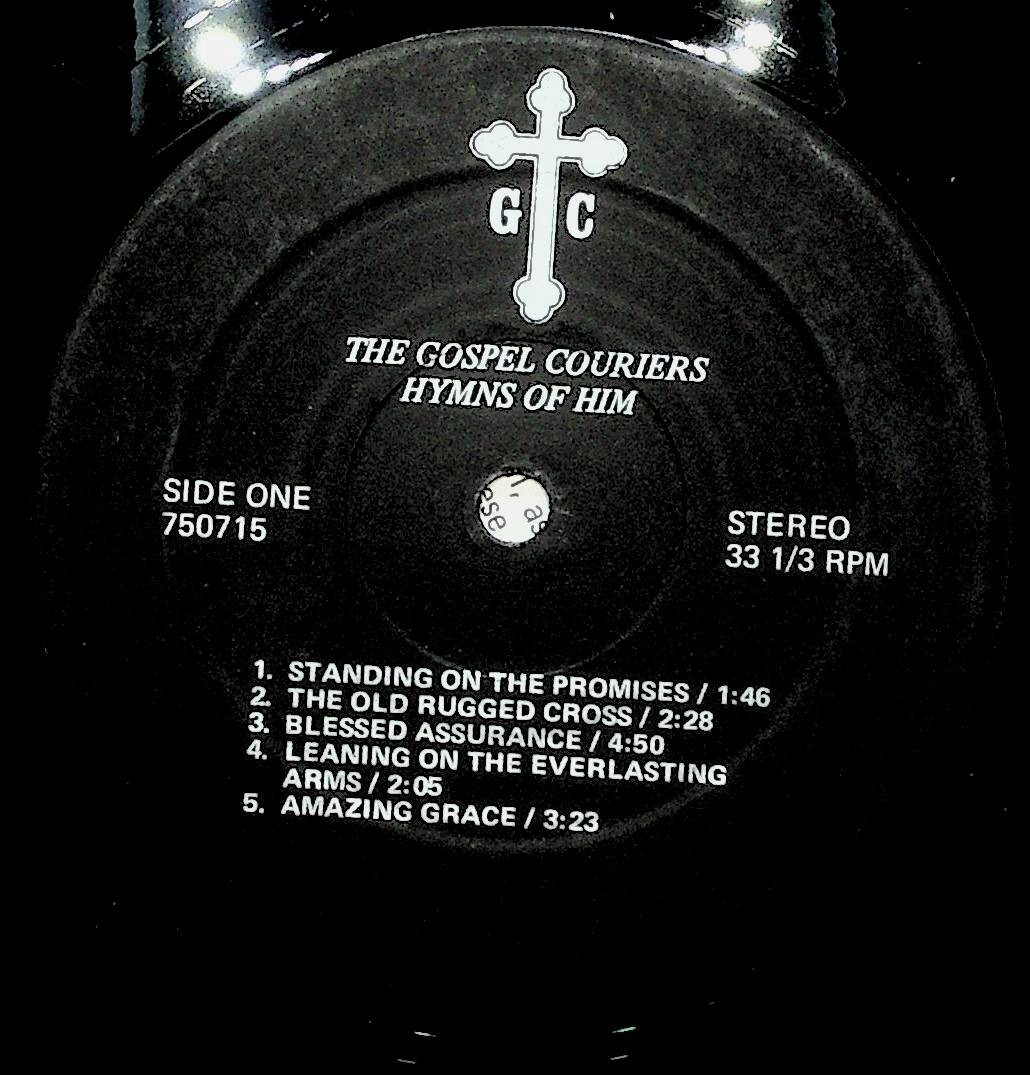 G C
THE GOSPEL COURIERS
HYMNS OF HIM
SIDE ONE
750715
STEREO
33 1/3 RPM
1. STANDING ON THE PROMISES / 1:46
2. THE OLD RUGGED CROSS / 2:28
3. BLESSED ASSURANCE / 4:50
4. LEANING ON THE EVERLASTING
ARMS / 2:05
5. AMAZING GRACE / 3:23